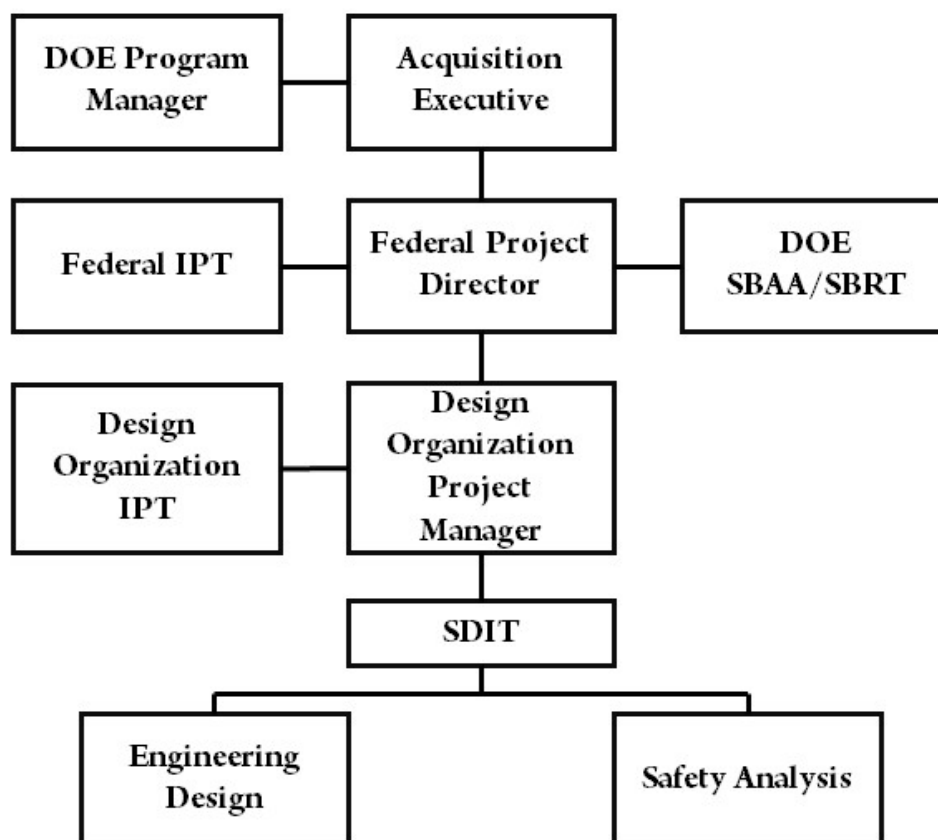 DOE Program
Manager
Acquisition
Executive
Federal IPT
Federal Project
Director
DOE
SBAA/SBRT
Design
Organization
IPT
Design
Organization
Project
Manager
SDIT
Engineering
Design
Safety Analysis